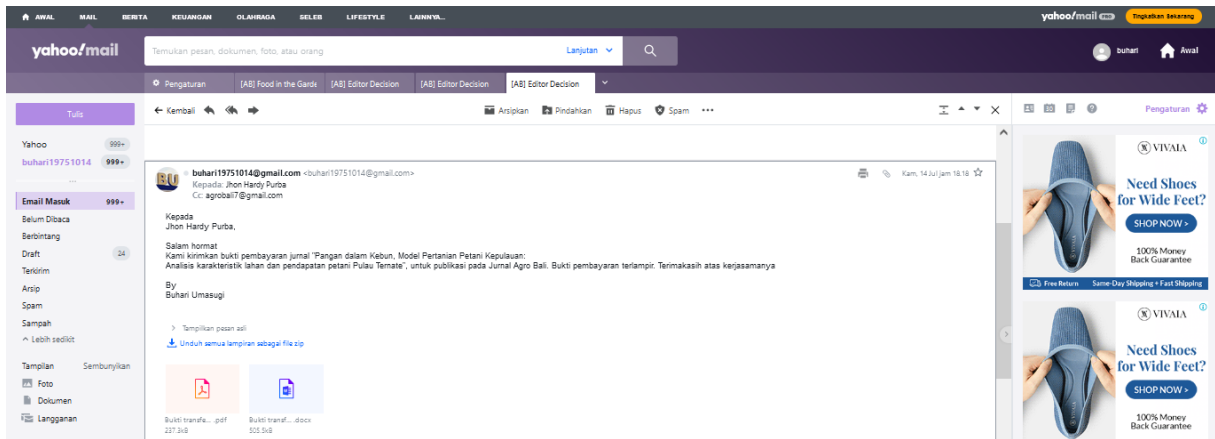 AWAL MAIL BERITA KEUANGAN OLAHRAGA SELEB LIFESTYLE LAINNYA...
yahoo!mail PRO Tingkatkan Sekarang
yahoo!mail
Temukan pesan, dokumen, foto, atau orang Lanjutan
buhari Awal
Pengaturan [AB] Food in the Garde [AB] Editor Decision [AB] Editor Decision [AB] Editor Decision
Tulis
Kembali Arsipkan Pindahkan Hapus Spam
Pengaturan
Yahoo 999+
buhari19751014 999+
Email Masuk 999+
Belum Dibaca
Berbintang
Draft 24
Terkirim
Arsip
Spam
Sampah
Lebih sedikit
Tampilan Sembunyikan
Foto
Dokumen
Langganan
BU
buhari19751014@gmail.com <buhari19751014@gmail.com>
Kepada: Jhon Hardy Purba
Cc: agrobali7@gmail.com
Kam, 14 Jul jam 18.18
Kepada
Jhon Hardy Purba,
Salam hormat
Kami kirimkan bukti pembayaran jurnal "Pangan dalam Kebun, Model Pertanian Petani Kepulauan:
Analisis karakteristik lahan dan pendapatan petani Pulau Ternate", untuk publikasi pada Jurnal Agro Bali. Bukti pembayaran terlampir. Terimakasih atas kerjasamanya
By
Buhari Umasugi
Tampilkan pesan asli
Unduh semua lampiran sebagai file zip
Bukti transfe... .pdf
237.3kB
Bukti transf... .docx
505.5kB
VIVAIA
Need Shoes
for Wide Feet?
SHOP NOW >
100% Money
Back Guarantee
Free Return Same-Day Shipping + Fast Shipping
VIVAIA
Need Shoes
for Wide Feet?
SHOP NOW >
100% Money
Back Guarantee